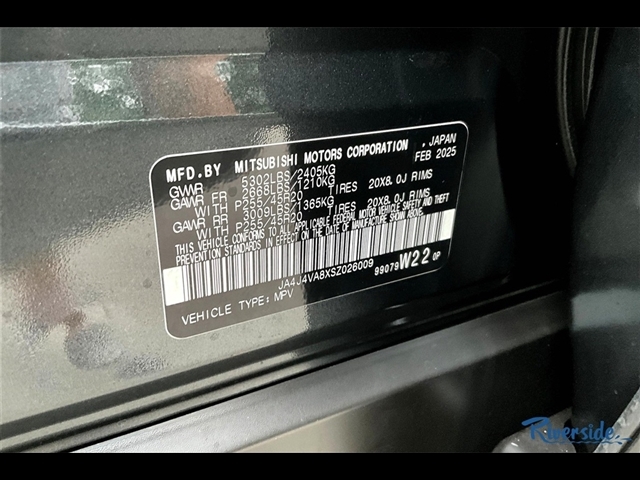 MFD.BY MITSUBISHI MOTORS CORPORATION , JAPAN
FEB 2025
GVWR 5302LBS/2405KG
GAWR FR 2668LBS/1210KG
WITH P255/45R20 TIRES 20X8.0J RIMS
GAWR RR 3009LBS/1365KG
WITH P255/45R20 TIRES 20X8.0J RIMS
THIS VEHICLE CONFORMS TO ALL APPLICABLE FEDERAL MOTOR VEHICLE SAFETY AND THEFT
PREVENTION STANDARDS IN EFFECT ON THE DATE OF MANUFACTURE SHOWN ABOVE.
JA4J4VA8XSZ026009
99079 W22 0P
VEHICLE TYPE: MPV
Riverside